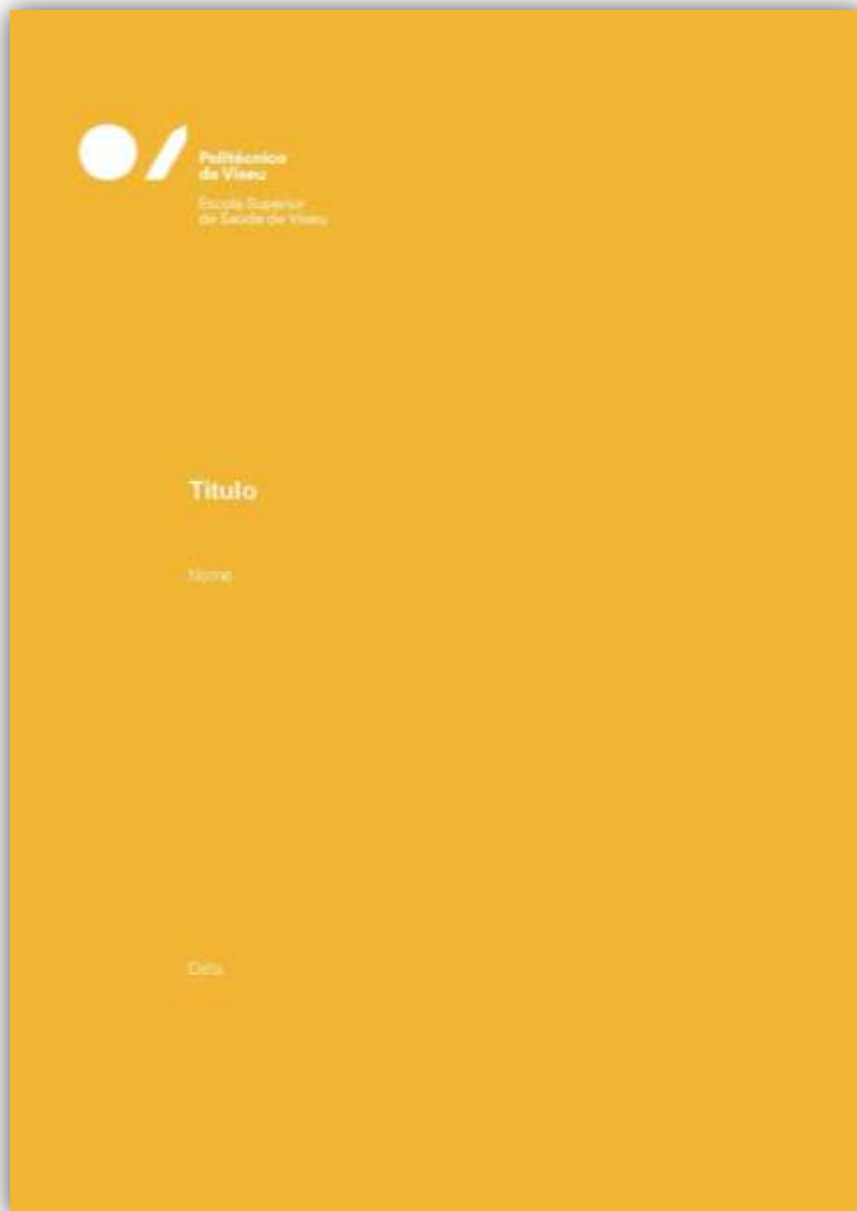 Politécnico
de Viseu
Escola Superior
de Saúde de Viseu
Título
Nome
Data